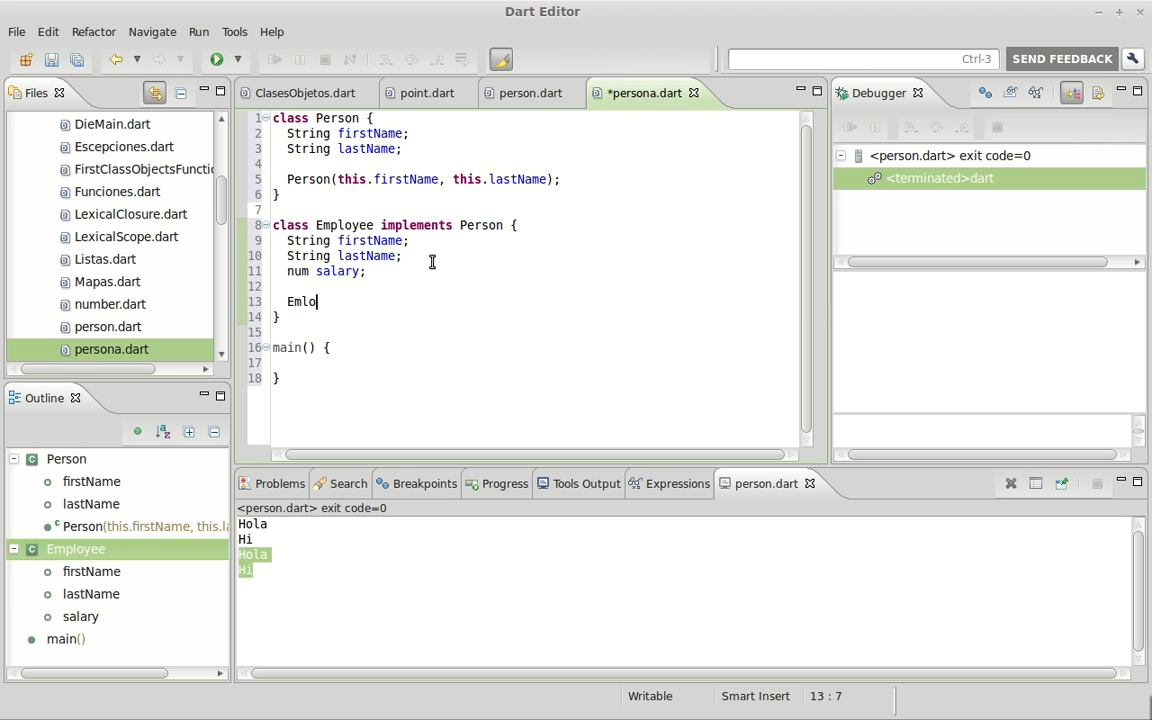 Dart Editor
File Edit Refactor Navigate Run Tools Help
Ctrl-3 SEND FEEDBACK
Files
DieMain.dart
Escepciones.dart
FirstClassObjectsFunctic
Funciones.dart
LexicalClosure.dart
LexicalScope.dart
Listas.dart
Mapas.dart
number.dart
person.dart
persona.dart
Outline
Person
firstName
lastName
Person(this.firstName, this.la
Employee
firstName
lastName
salary
main()
ClasesObjetos.dart point.dart person.dart *persona.dart
1 class Person {
2 String firstName;
3 String lastName;
4
5 Person(this.firstName, this.lastName);
6 }
7
8 class Employee implements Person {
9 String firstName;
10 String lastName;
11 num salary;
12
13 Emlo
14 }
15
16 main() {
17
18 }
Debugger
<person.dart> exit code=0
<terminated>dart
Problems Search Breakpoints Progress Tools Output Expressions person.dart
<person.dart> exit code=0
Hola
Hi
Hola
Hi
Writable Smart Insert 13 : 7